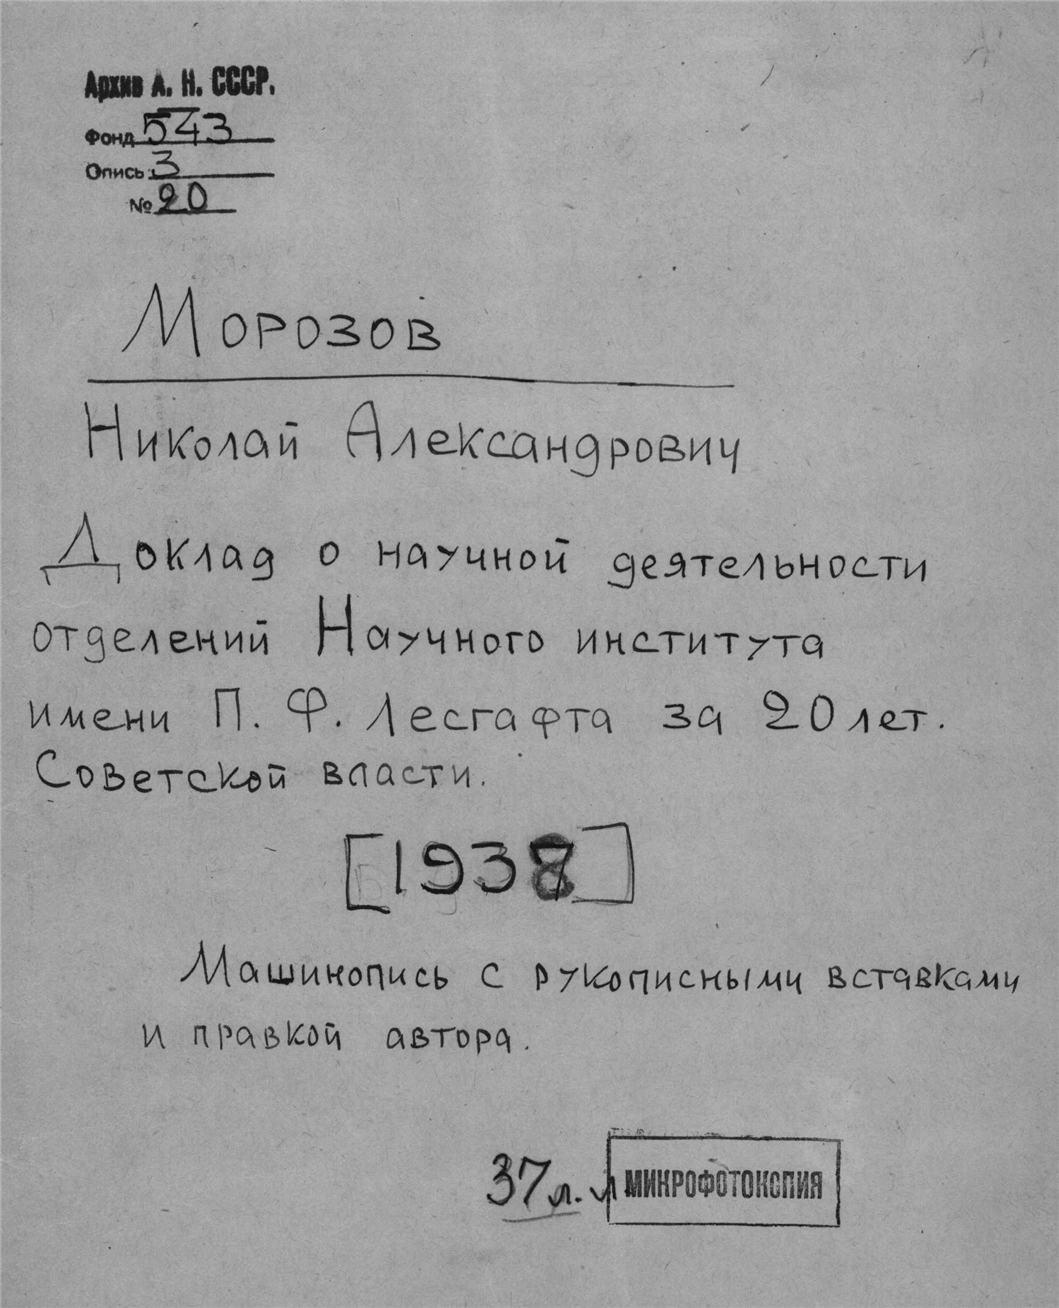 Архив А. Н. СССР.
Фонд 543
Опись 3
№ 20
Морозов
Николай Александрович
Доклад о научной деятельности
отделений Научного института
имени П. Ф. Лесгафта за 20 лет.
Советской власти.
[1937]
Машинопись с рукописными вставками
и правкой автора.
37 л.
МИКРОФОТОКОПИЯ